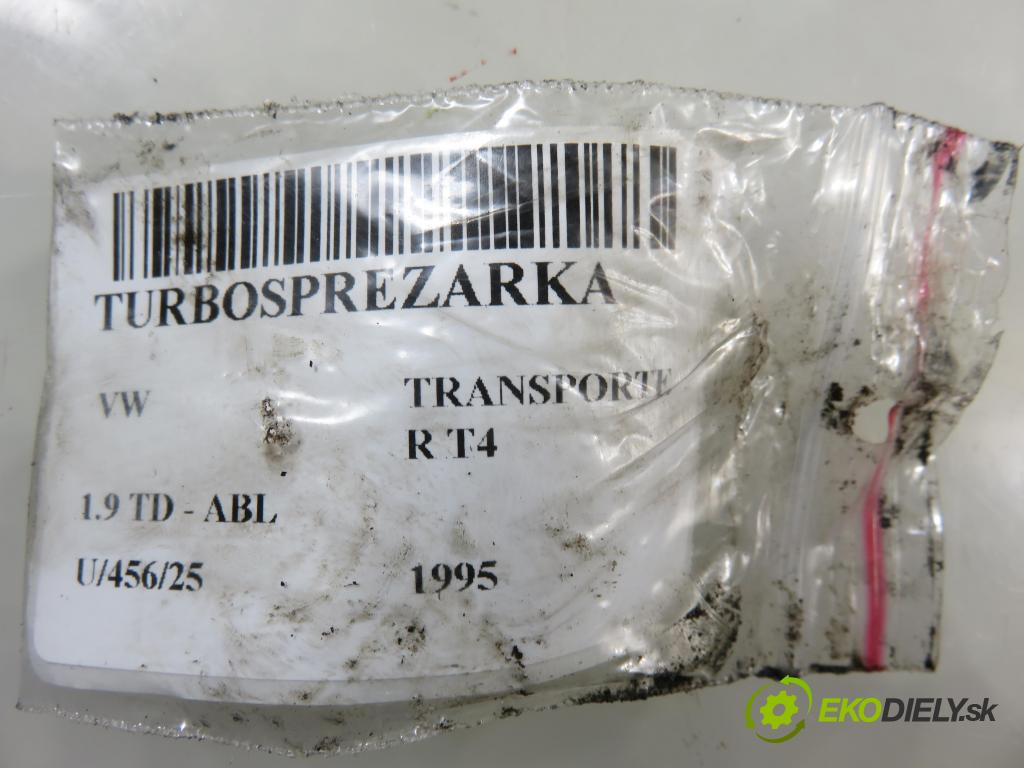 TURBOSPREZARKA
VW TRANSPORTE
R T4
1.9 TD - ABL
U/456/25 1995
EKODIELY.sk